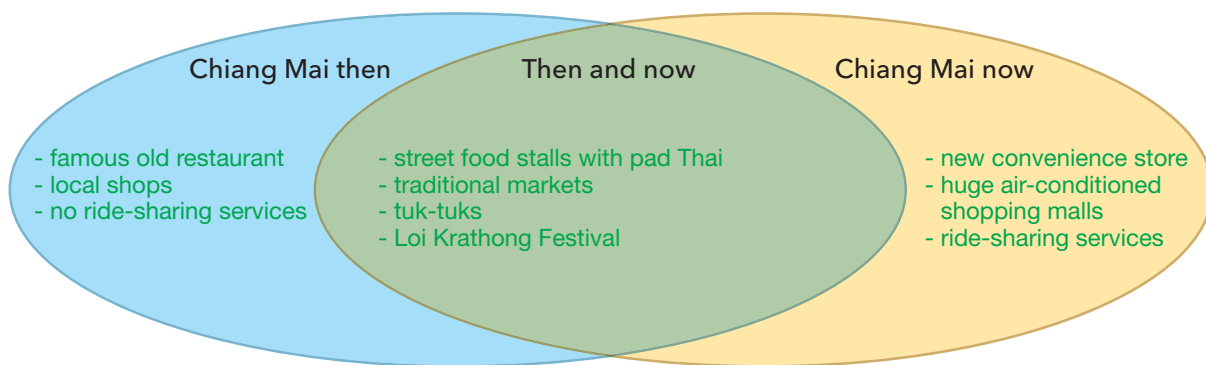 Chiang Mai then
- famous old restaurant
- local shops
- no ride-sharing services
Then and now
- street food stalls with pad Thai
- traditional markets
- tuk-tuks
- Loi Krathong Festival
Chiang Mai now
- new convenience store
- huge air-conditioned
shopping malls
- ride-sharing services